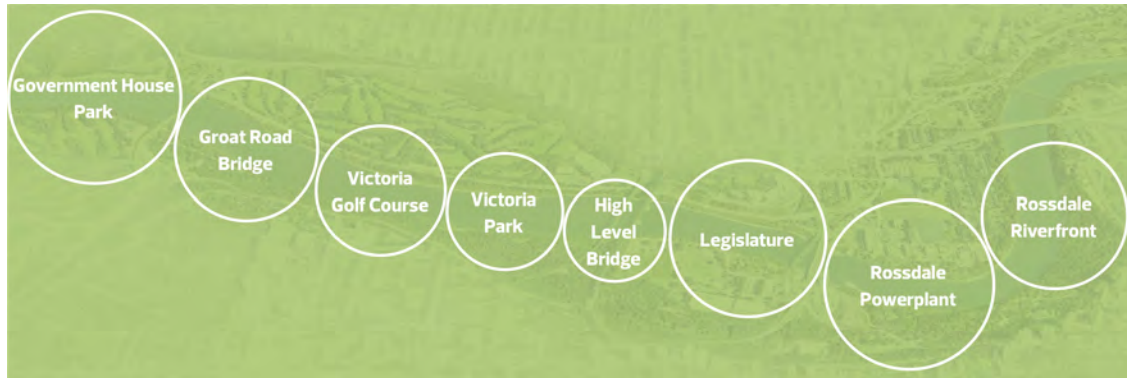 Government House
Park
Groat Road
Bridge
Victoria
Golf Course
Victoria
Park
High
Level
Bridge
Legislature
Rossdale
Powerplant
Rossdale
Riverfront